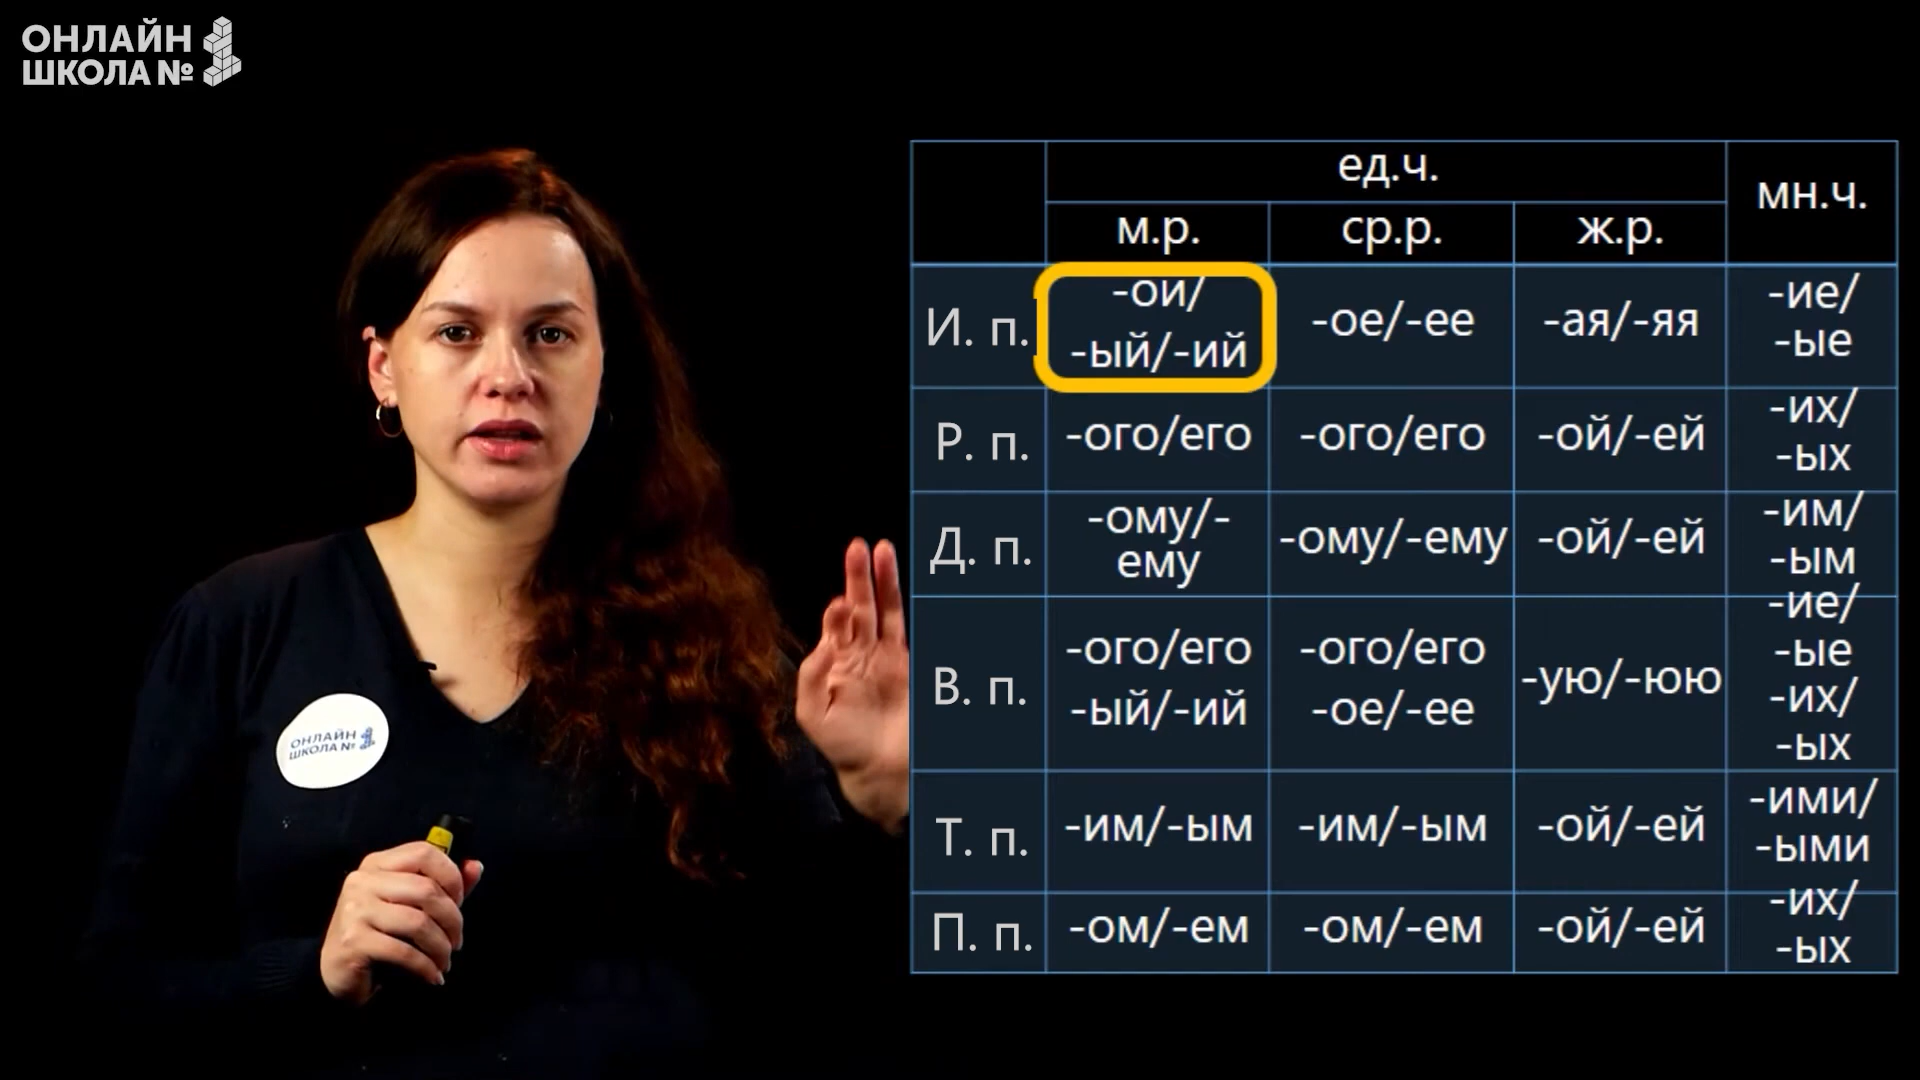 ОНЛАЙН
ШКОЛА №1
ОНЛАЙН
ШКОЛА №1
ед.ч.
мн.ч.
м.р.
ср.р.
ж.р.
И. п.
-ой/
-ый/-ий
-ое/-ее
-ая/-яя
-ие/
-ые
Р. п.
-ого/его
-ого/его
-ой/-ей
-их/
-ых
Д. п.
-ому/-
ему
-ому/-ему
-ой/-ей
-им/
-ым
В. п.
-ого/его
-ый/-ий
-ого/его
-ое/-ее
-ую/-юю
-ие/
-ые
-их/
-ых
Т. п.
-им/-ым
-им/-ым
-ой/-ей
-ими/
-ыми
П. п.
-ом/-ем
-ом/-ем
-ой/-ей
-их/
-ых